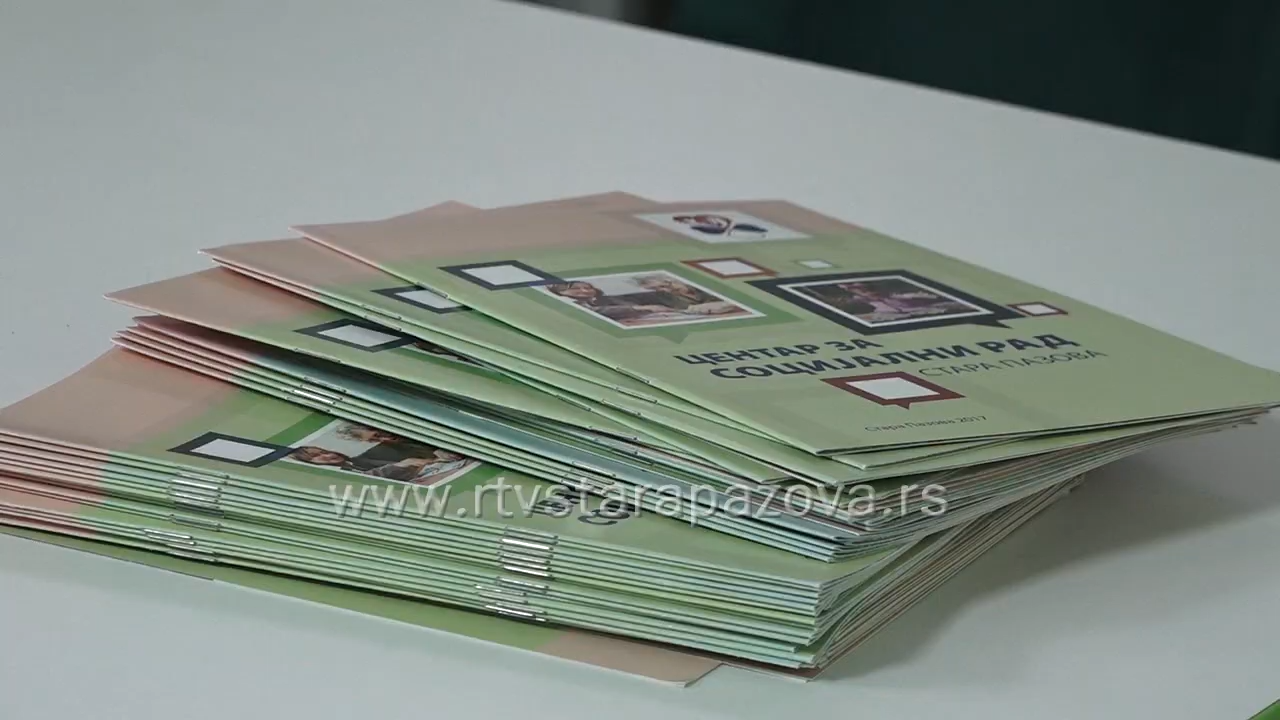 ЦЕНТАР ЗА
СОЦИЈАЛНИ РАД
СТАРА ПАЗОВА
Стара Пазова 2017
www.rtvstarapazova.rs